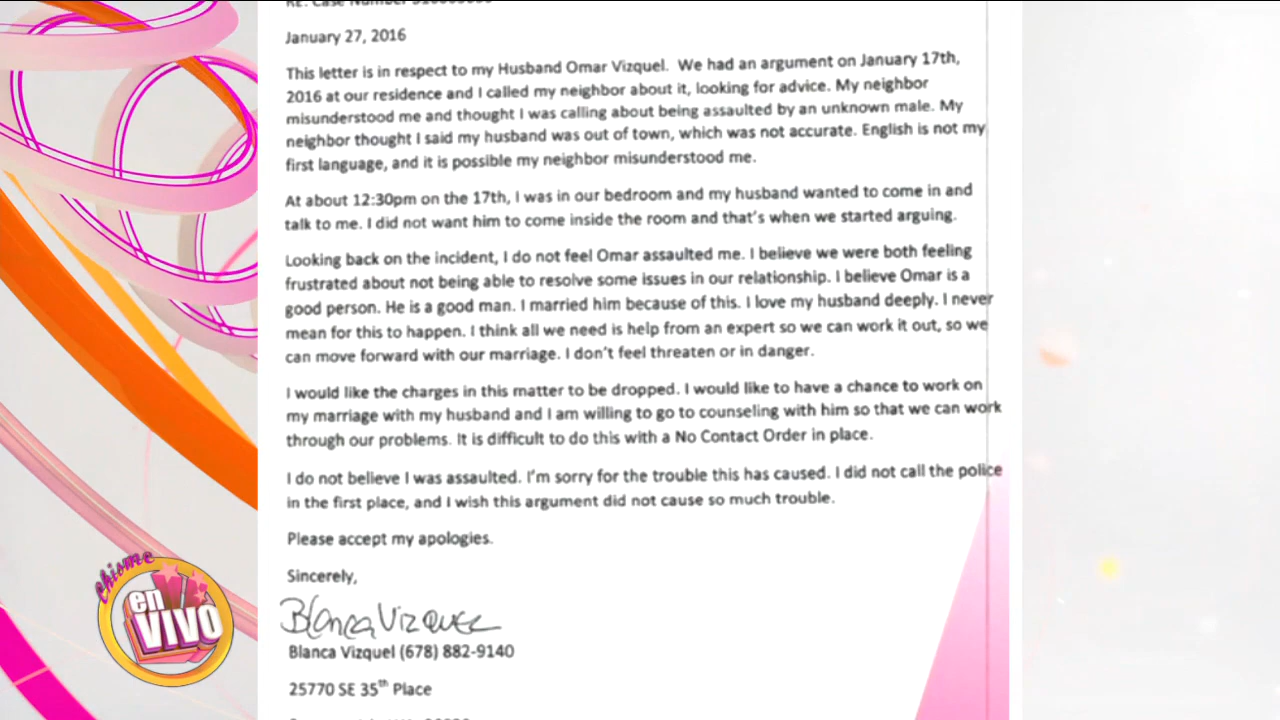 RE: Case Number
January 27, 2016
This letter is in respect to my Husband Omar Vizquel. We had an argument on January 17th,
2016 at our residence and I called my neighbor about it, looking for advice. My neighbor
misunderstood me and thought I was calling about being assaulted by an unknown male. My
neighbor thought I said my husband was out of town, which was not accurate. English is not my
first language, and it is possible my neighbor misunderstood me.
At about 12:30pm on the 17th, I was in our bedroom and my husband wanted to come in and
talk to me. I did not want him to come inside the room and that's when we started arguing.
Looking back on the incident, I do not feel Omar assaulted me. I believe we were both feeling
frustrated about not being able to resolve some issues in our relationship. I believe Omar is a
good person. He is a good man. I married him because of this. I love my husband deeply. I never
mean for this to happen. I think all we need is help from an expert so we can work it out, so we
can move forward with our marriage. I don't feel threaten or in danger.
I would like the charges in this matter to be dropped. I would like to have a chance to work on
my marriage with my husband and I am willing to go to counseling with him so that we can work
through our problems. It is difficult to do this with a No Contact Order in place.
I do not believe I was assaulted. I'm sorry for the trouble this has caused. I did not call the police
in the first place, and I wish this argument did not cause so much trouble.
Please accept my apologies.
Sincerely,
Blanca Vizquel
Blanca Vizquel (678) 882-9140
25770 SE 35th Place
chisme
en
VIVO